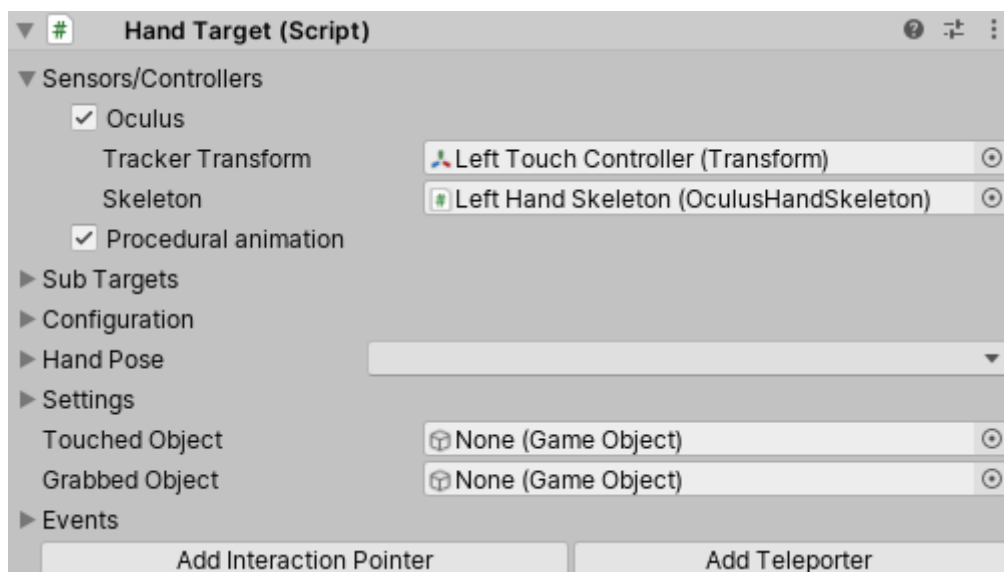 Hand Target (Script)
Sensors/Controllers
Oculus
Tracker Transform Left Touch Controller (Transform)
Skeleton # Left Hand Skeleton (OculusHandSkeleton)
Procedural animation
Sub Targets
Configuration
Hand Pose
Settings
Touched Object None (Game Object)
Grabbed Object None (Game Object)
Events
Add Interaction Pointer Add Teleporter